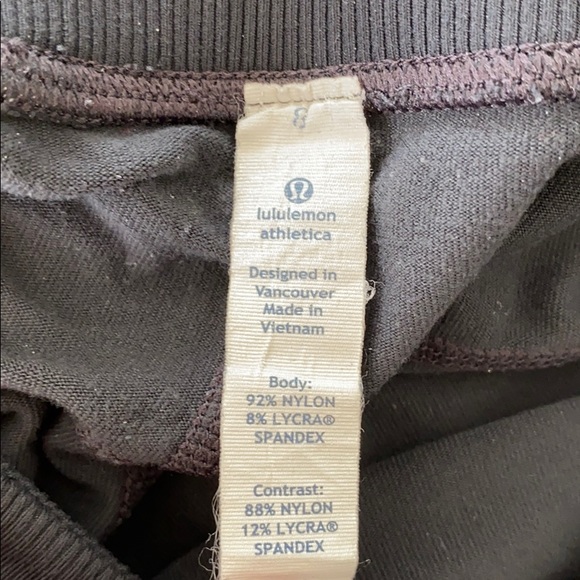 8
lululemon
athletica
Designed in
Vancouver
Made in
Vietnam
Body:
92% NYLON
8% LYCRA®
SPANDEX
Contrast:
88% NYLON
12% LYCRA®
SPANDEX